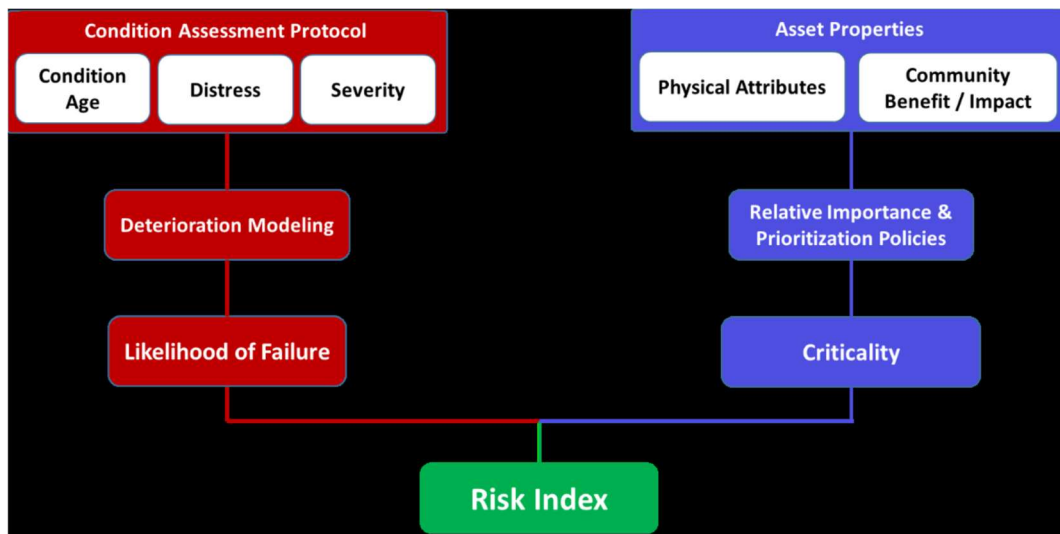 Condition Assessment Protocol
Condition
Age
Distress
Severity
Asset Properties
Physical Attributes
Community
Benefit / Impact
Deterioration Modeling
Relative Importance &
Prioritization Policies
Likelihood of Failure
Criticality
Risk Index